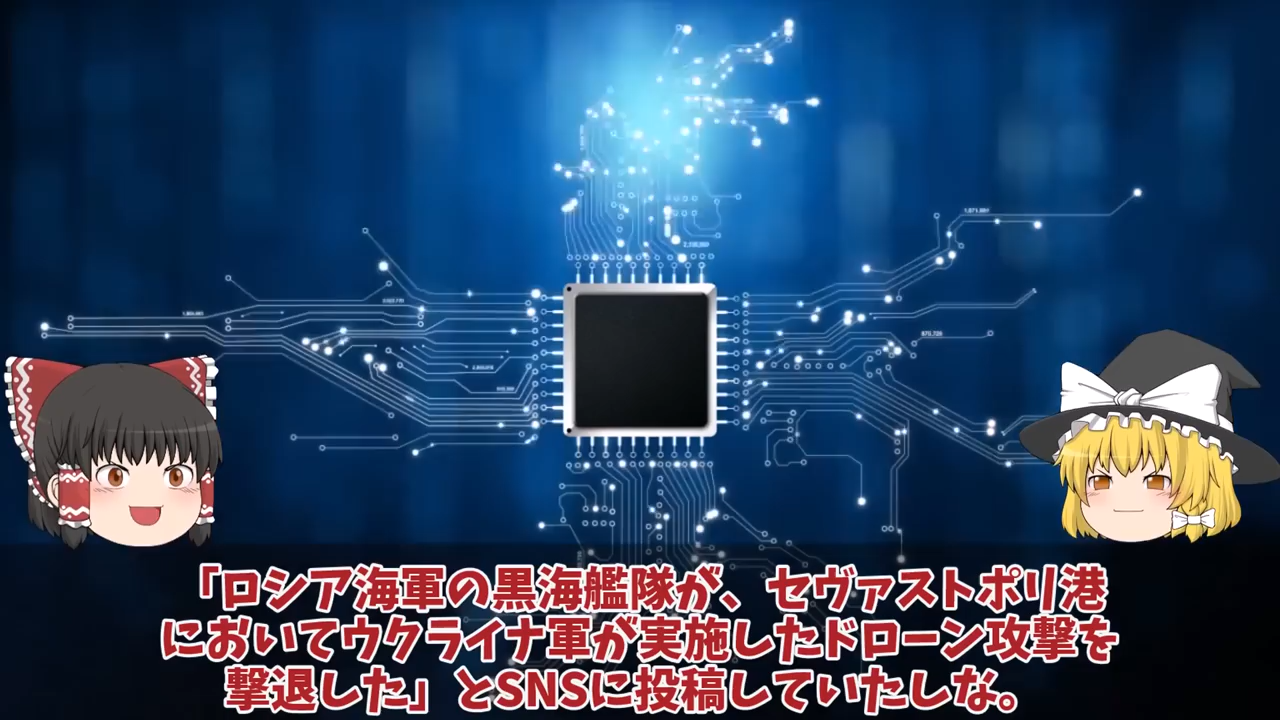 「ロシア海軍の黒海艦隊が、セヴァストポリ港
においてウクライナ軍が実施したドローン攻撃を
撃退した」とSNSに投稿していたしな。